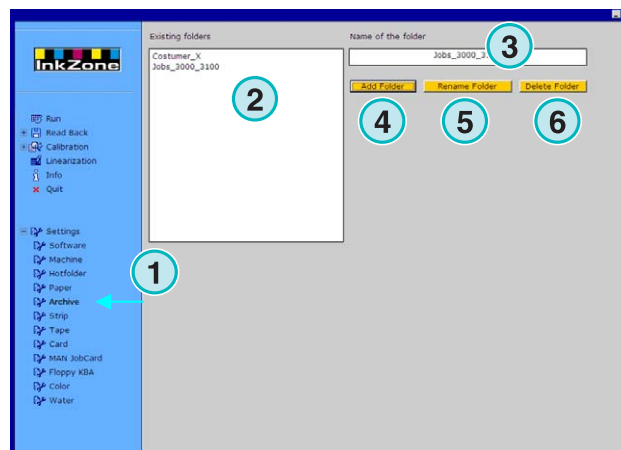 InkZone
Run
Read Back
Calibration
Linearization
Info
Quit
Settings
Software
Machine
Hotfolder
Paper
Archive
Strip
Tape
Card
MAN JobCard
Floppy KBA
Color
Water
1
Existing folders
Costumer_X
Jobs_3000_3100
2
Name of the folder
Jobs_3000_3
3
Add Folder Rename Folder Delete Folder
4 5 6